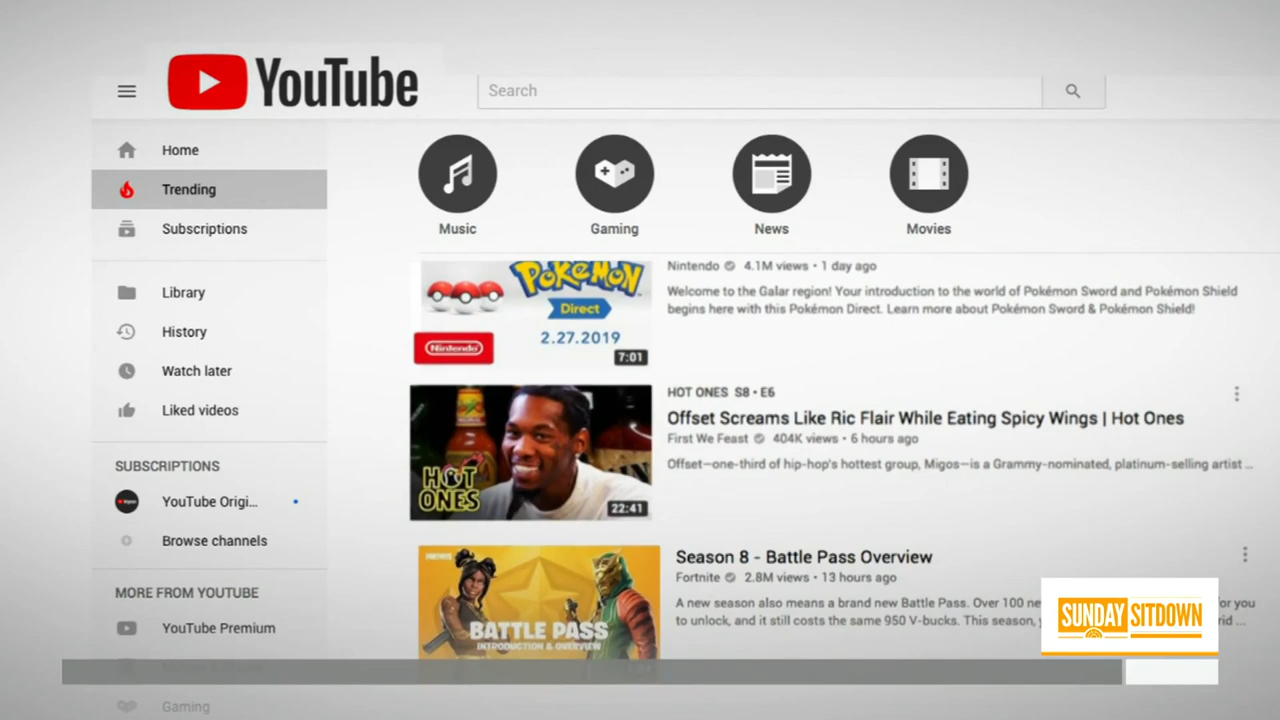 YouTube
Search
Home
Trending
Subscriptions
Library
History
Watch later
Liked videos
SUBSCRIPTIONS
YouTube Origi...
Browse channels
MORE FROM YOUTUBE
YouTube Premium
Gaming
Music
Gaming
News
Movies
POKéMON
Direct
2.27.2019
Nintendo
7:01
Nintendo 4.1M views • 1 day ago
Welcome to the Galar region! Your introduction to the world of Pokémon Sword and Pokémon Shield
begins here with this Pokémon Direct. Learn more about Pokémon Sword & Pokémon Shield!
HOT
ONES
22:41
HOT ONES S8 • E6
Offset Screams Like Ric Flair While Eating Spicy Wings | Hot Ones
First We Feast 404K views • 6 hours ago
Offset—one-third of hip-hop's hottest group, Migos—is a Grammy-nominated, platinum-selling artist ...
FORTNITE
BATTLE PASS
INTRODUCTION & OVERVIEW
Season 8 - Battle Pass Overview
Fortnite 2.8M views • 13 hours ago
A new season also means a brand new Battle Pass. Over 100 ne for you
to unlock, and it still costs the same 950 V-bucks. This season, rid ...
SUNDAY SITDOWN